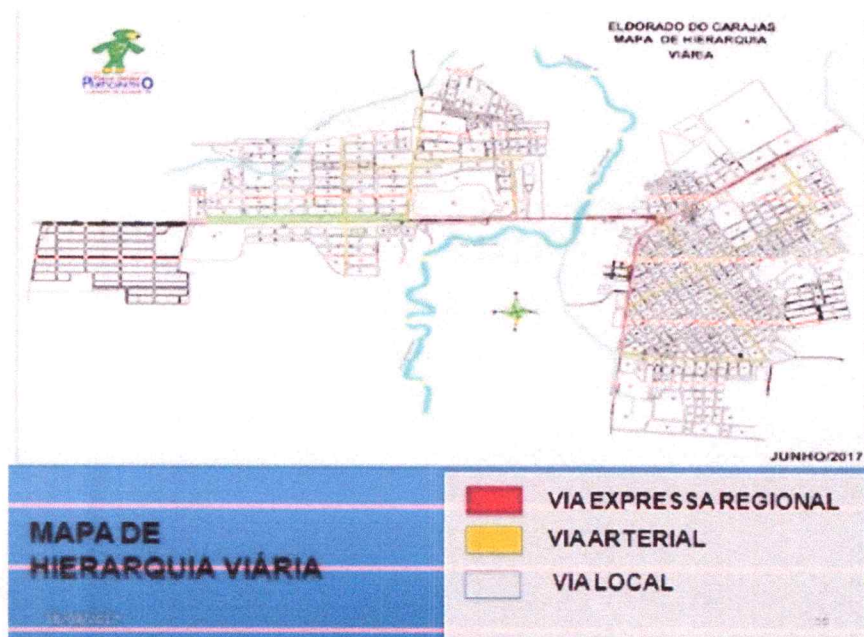 ELDORADO DO CARAJAS
MAPA DE HIERARQUIA
VIÁRIA
JUNHO/2017
MAPA DE
HIERARQUIA VIÁRIA
VIA EXPRESSA REGIONAL
VIA ARTERIAL
VIA LOCAL